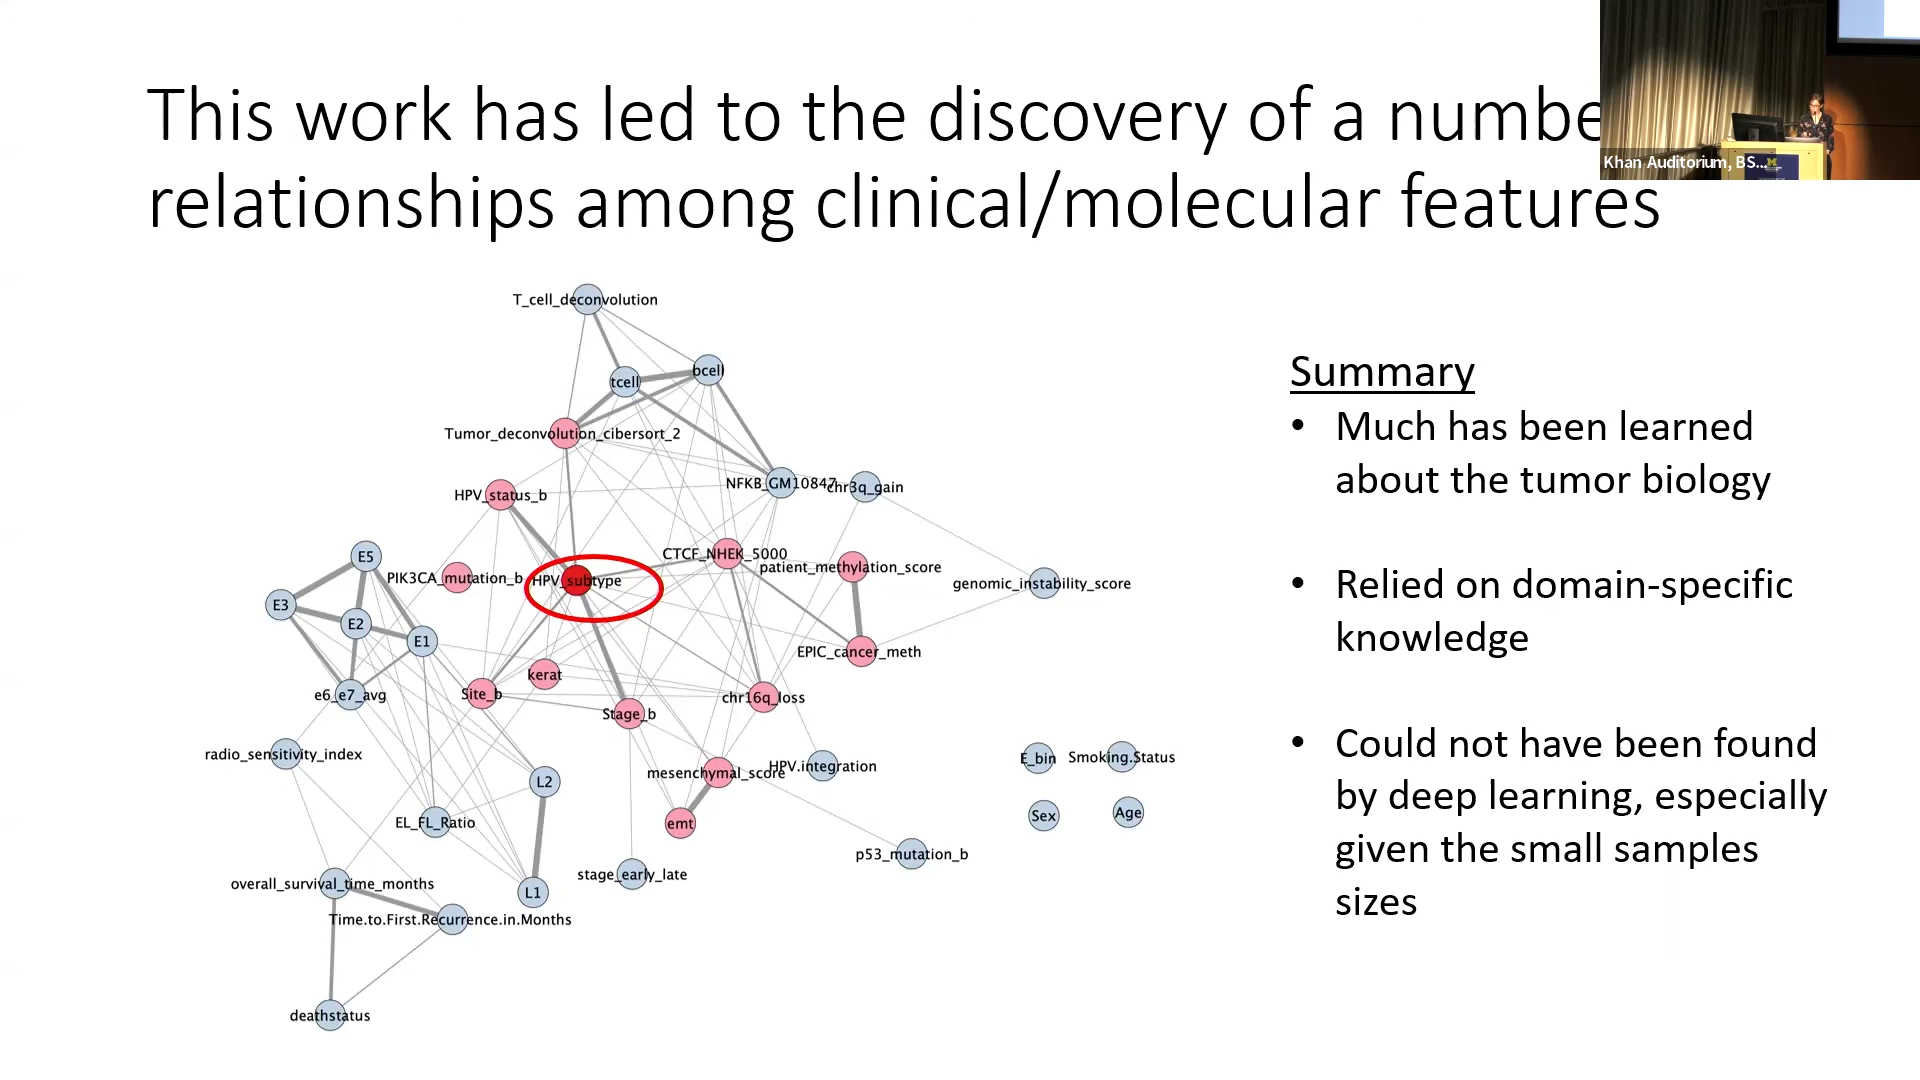 This work has led to the discovery of a numbe
relationships among clinical/molecular features
Khan Auditorium, BS...
T_cell_deconvolution
bcell
tcell
Tumor_deconvolution_cibersort_2
NFKB_GM10847
chr3q_gain
HPV_status_b
CTCF_NHEK_5000
E5
patient_methylation_score
PIK3CA_mutation_b
HPV_subtype
genomic_instability_score
E3
E2
E1
EPIC_cancer_meth
kerat
e6_e7_avg
Site_b
chr16q_loss
Stage_b
radio_sensitivity_index
E_bin
Smoking.Status
HPV.integration
mesenchymal_score
L2
Sex
Age
EL_FL_Ratio
emt
p53_mutation_b
stage_early_late
overall_survival_time_months
L1
Time.to.First.Recurrence.in.Months
deathstatus
Summary
• Much has been learned
about the tumor biology
• Relied on domain-specific
knowledge
• Could not have been found
by deep learning, especially
given the small samples
sizes